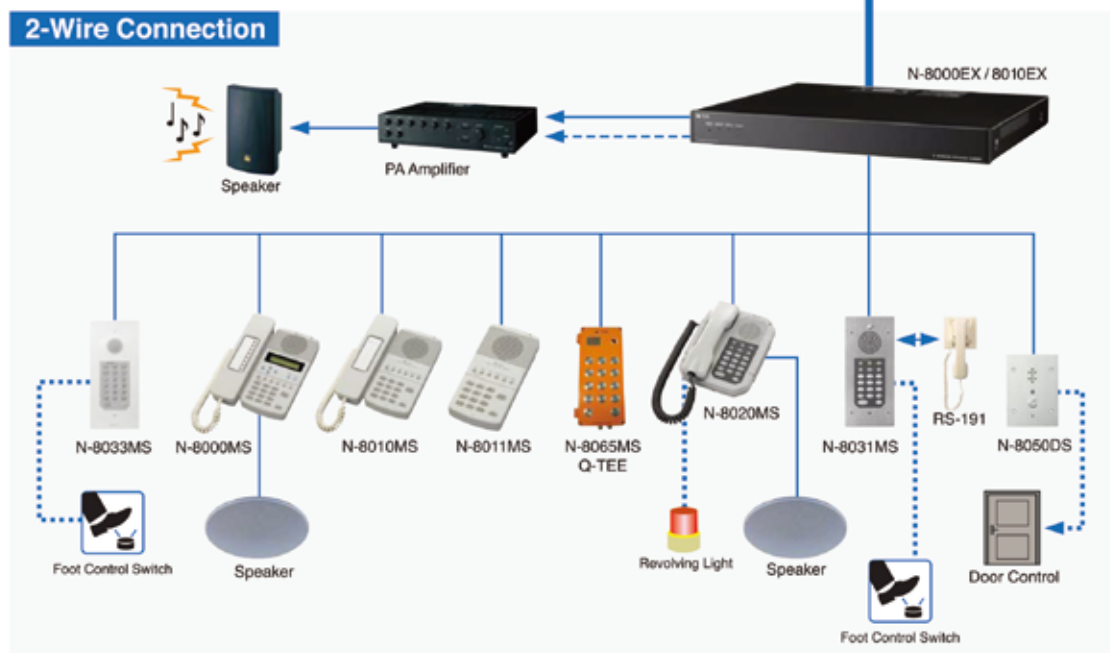 2-Wire Connection
N-8000EX / 8010EX
PA Amplifier
Speaker
N-8033MS
N-8000MS
N-8010MS
N-8011MS
N-8065MS
Q-TEE
N-8020MS
N-8031MS
RS-191
N-8050DS
Foot Control Switch
Speaker
Revolving Light
Speaker
Door Control
Foot Control Switch